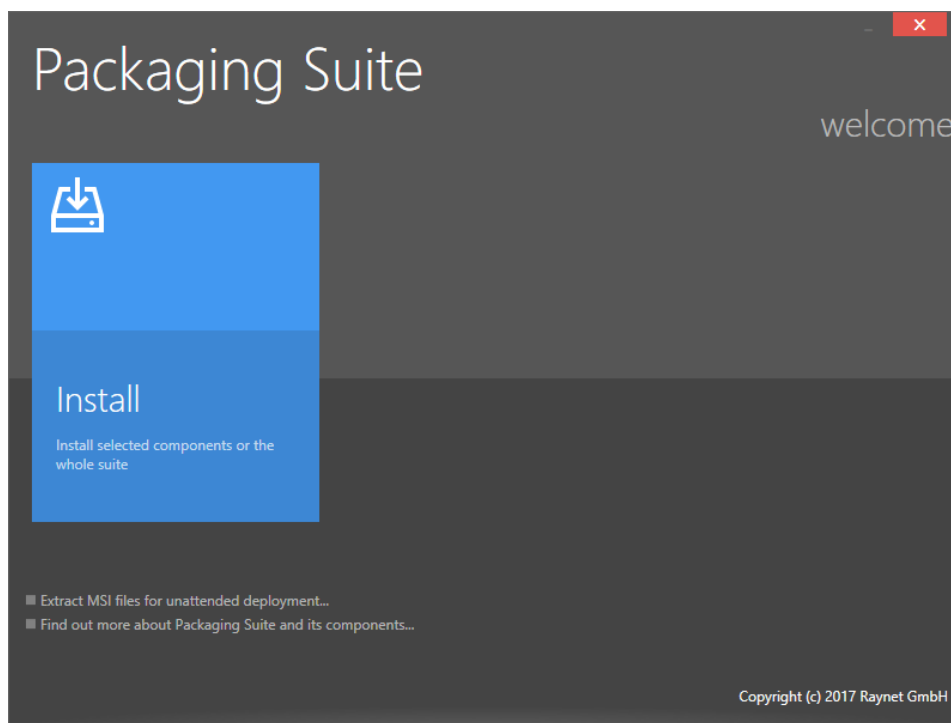 Packaging Suite
welcome
Install
Install selected components or the
whole suite
Extract MSI files for unattended deployment...
Find out more about Packaging Suite and its components...
Copyright (c) 2017 Raynet GmbH